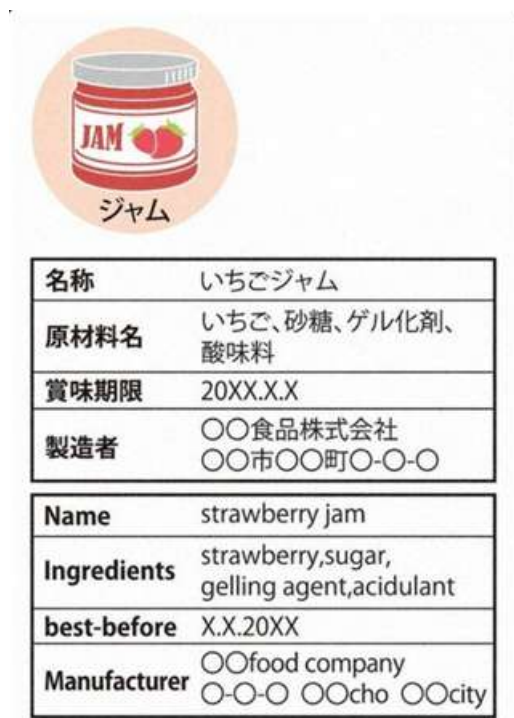 JAM
ジャム
名称 いちごジャム
原材料名 いちご、砂糖、ゲル化剤、
酸味料
賞味期限 20XX.X.X
製造者 〇〇食品株式会社
〇〇市〇〇町〇-〇-〇
Name strawberry jam
Ingredients strawberry,sugar,
gelling agent,acidulant
best-before X.X.20XX
Manufacturer 〇〇food company
〇-〇-〇 〇〇cho 〇〇city